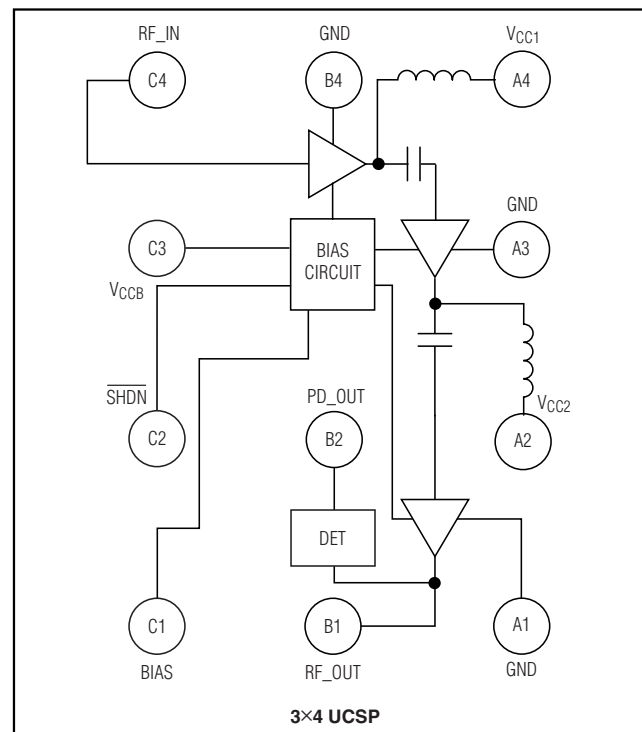 RF_IN
GND
VCC1
C4
B4
A4
GND
C3
BIAS
CIRCUIT
A3
VCCB
SHDN
PD_OUT
VCC2
C2
B2
A2
DET
C1
B1
A1
BIAS
RF_OUT
GND
3×4 UCSP